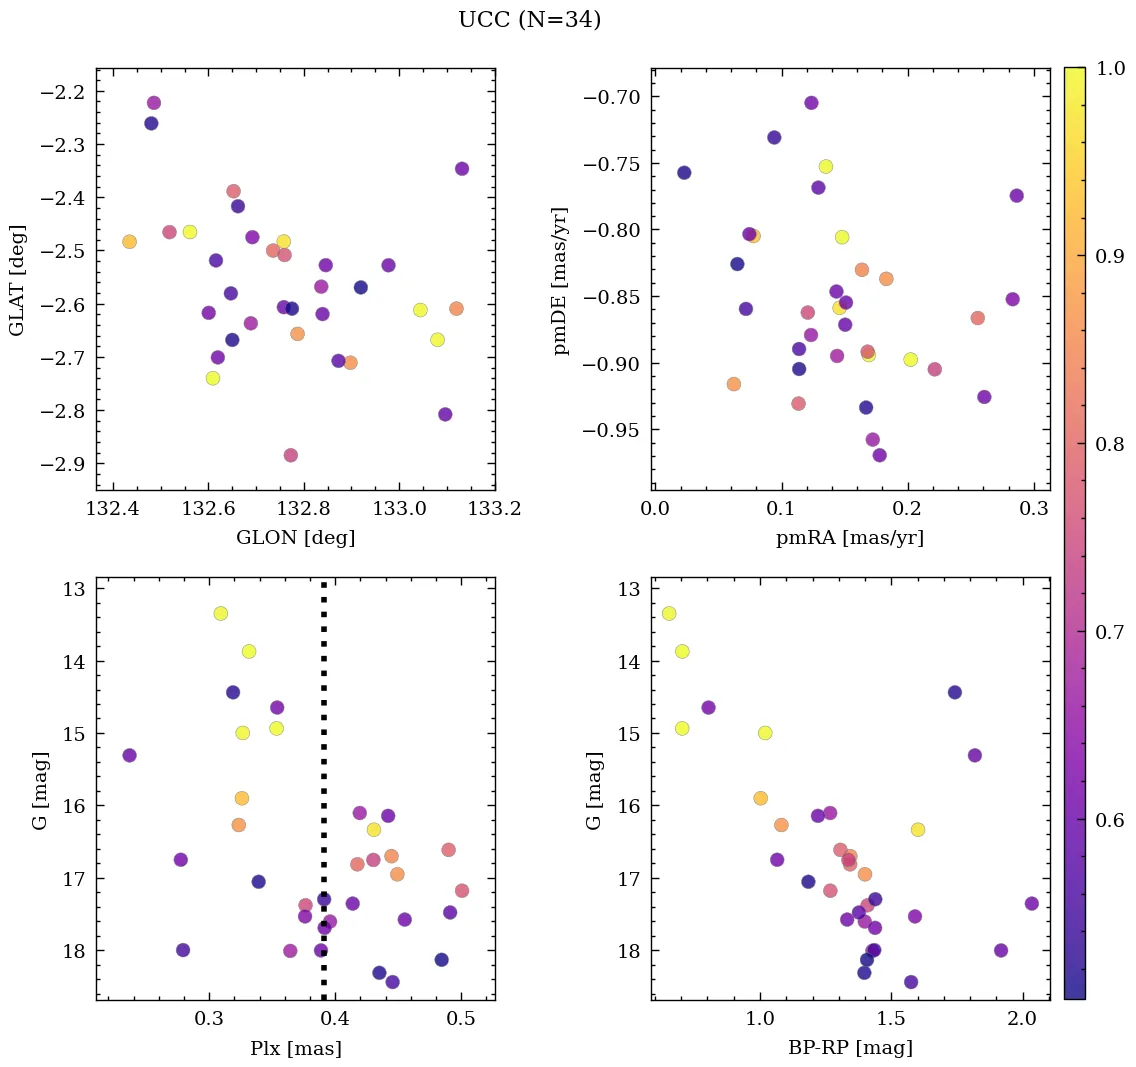 UCC (N=34)
−2.2
−2.3
−2.4
−2.5
−2.6
−2.7
−2.8
−2.9
GLAT [deg]
132.4 132.6 132.8 133.0 133.2
GLON [deg]
−0.70
−0.75
−0.80
−0.85
−0.90
−0.95
pmDE [mas/yr]
0.0 0.1 0.2 0.3
pmRA [mas/yr]
13
14
15
16
17
18
G [mag]
0.3 0.4 0.5
Plx [mas]
13
14
15
16
17
18
G [mag]
1.0 1.5 2.0
BP-RP [mag]
1.0
0.9
0.8
0.7
0.6